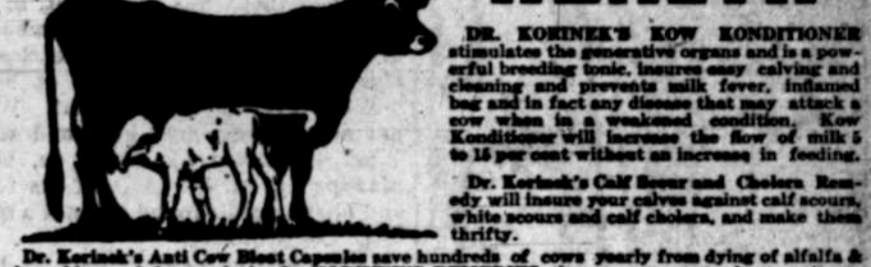 DR. KORINEK'S KOW KONDITIONER
stimulates the generative organs and is a pow-
erful breeding tonic, insures easy calving and
cleaning and prevents milk fever, inflamed
bag and in fact any disease that may attack a
cow when in a weakened condition. Kow
Konditioner will increase the flow of milk 5
to 15 per cent without an increase in feeding.
Dr. Korinek's Calf Scour and Cholera Rem-
edy will insure your calves against calf scours,
white scours and calf cholera, and make them
thrifty.
Dr. Korinek's Anti Cow Bloat Capsules save hundreds of cows yearly from dying of alfalfa &